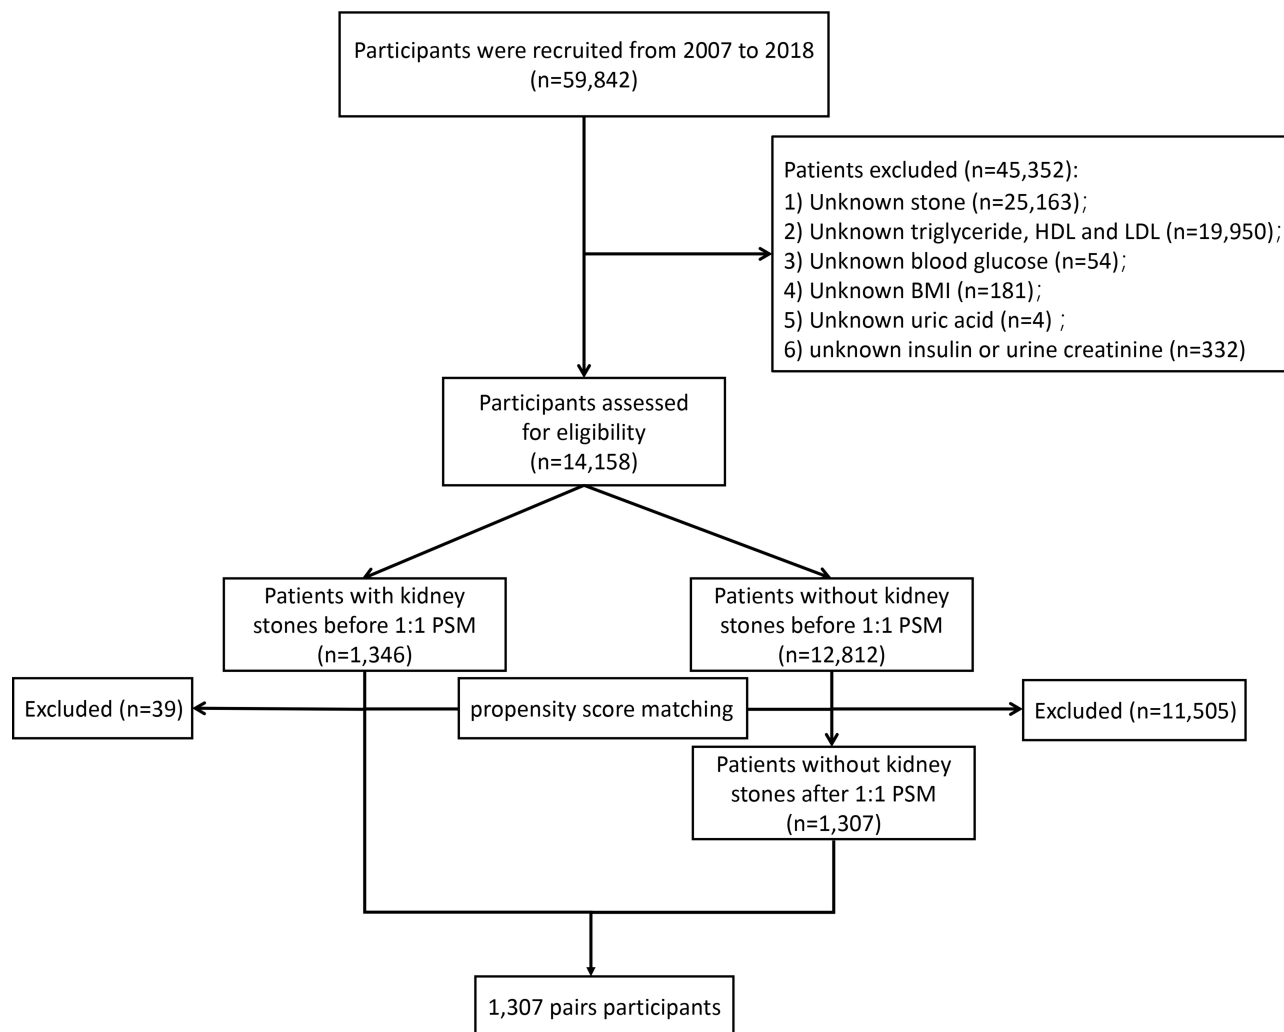 Participants were recruited from 2007 to 2018
(n=59,842)
Patients excluded (n=45,352):
1) Unknown stone (n=25,163);
2) Unknown triglyceride, HDL and LDL (n=19,950);
3) Unknown blood glucose (n=54);
4) Unknown BMI (n=181);
5) Unknown uric acid (n=4) ;
6) unknown insulin or urine creatinine (n=332)
Participants assessed
for eligibility
(n=14,158)
Patients with kidney
stones before 1:1 PSM
(n=1,346)
Patients without kidney
stones before 1:1 PSM
(n=12,812)
Excluded (n=39)
propensity score matching
Excluded (n=11,505)
Patients without kidney
stones after 1:1 PSM
(n=1,307)
1,307 pairs participants